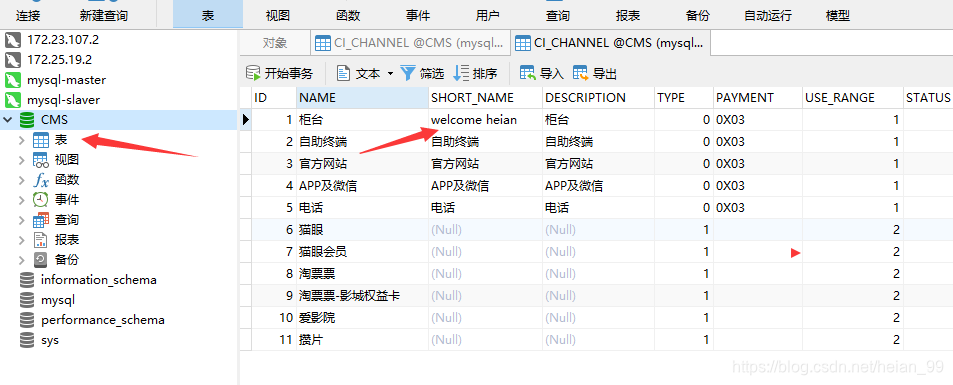 连接 新建查询 表 视图 函数 事件 用户 查询 报表 备份 自动运行 模型
172.23.107.2
172.25.19.2
mysql-master
mysql-slaver
CMS
表
视图
函数
事件
查询
报表
备份
information_schema
mysql
performance_schema
sys
对象 CI_CHANNEL @CMS (mysql... CI_CHANNEL @CMS (mysql...
开始事务 文本 筛选 排序 导入 导出
ID NAME SHORT_NAME DESCRIPTION TYPE PAYMENT USE_RANGE STATUS
1 柜台 welcome heian 柜台 0 0X03 1
2 自助终端 自助终端 自助终端 0 0X03 1
3 官方网站 官方网站 官方网站 0 0X03 1
4 APP及微信 APP及微信 APP及微信 0 0X03 1
5 电话 电话 电话 0 0X03 1
6 猫眼 (Null) (Null) 1 2
7 猫眼会员 (Null) (Null) 1 2
8 淘票票 (Null) (Null) 1 2
9 淘票票-影城权益卡 (Null) (Null) 1 2
10 爱影院 (Null) (Null) 1 2
11 攒片 (Null) (Null) 1 2
https://blog.csdn.net/heian_99